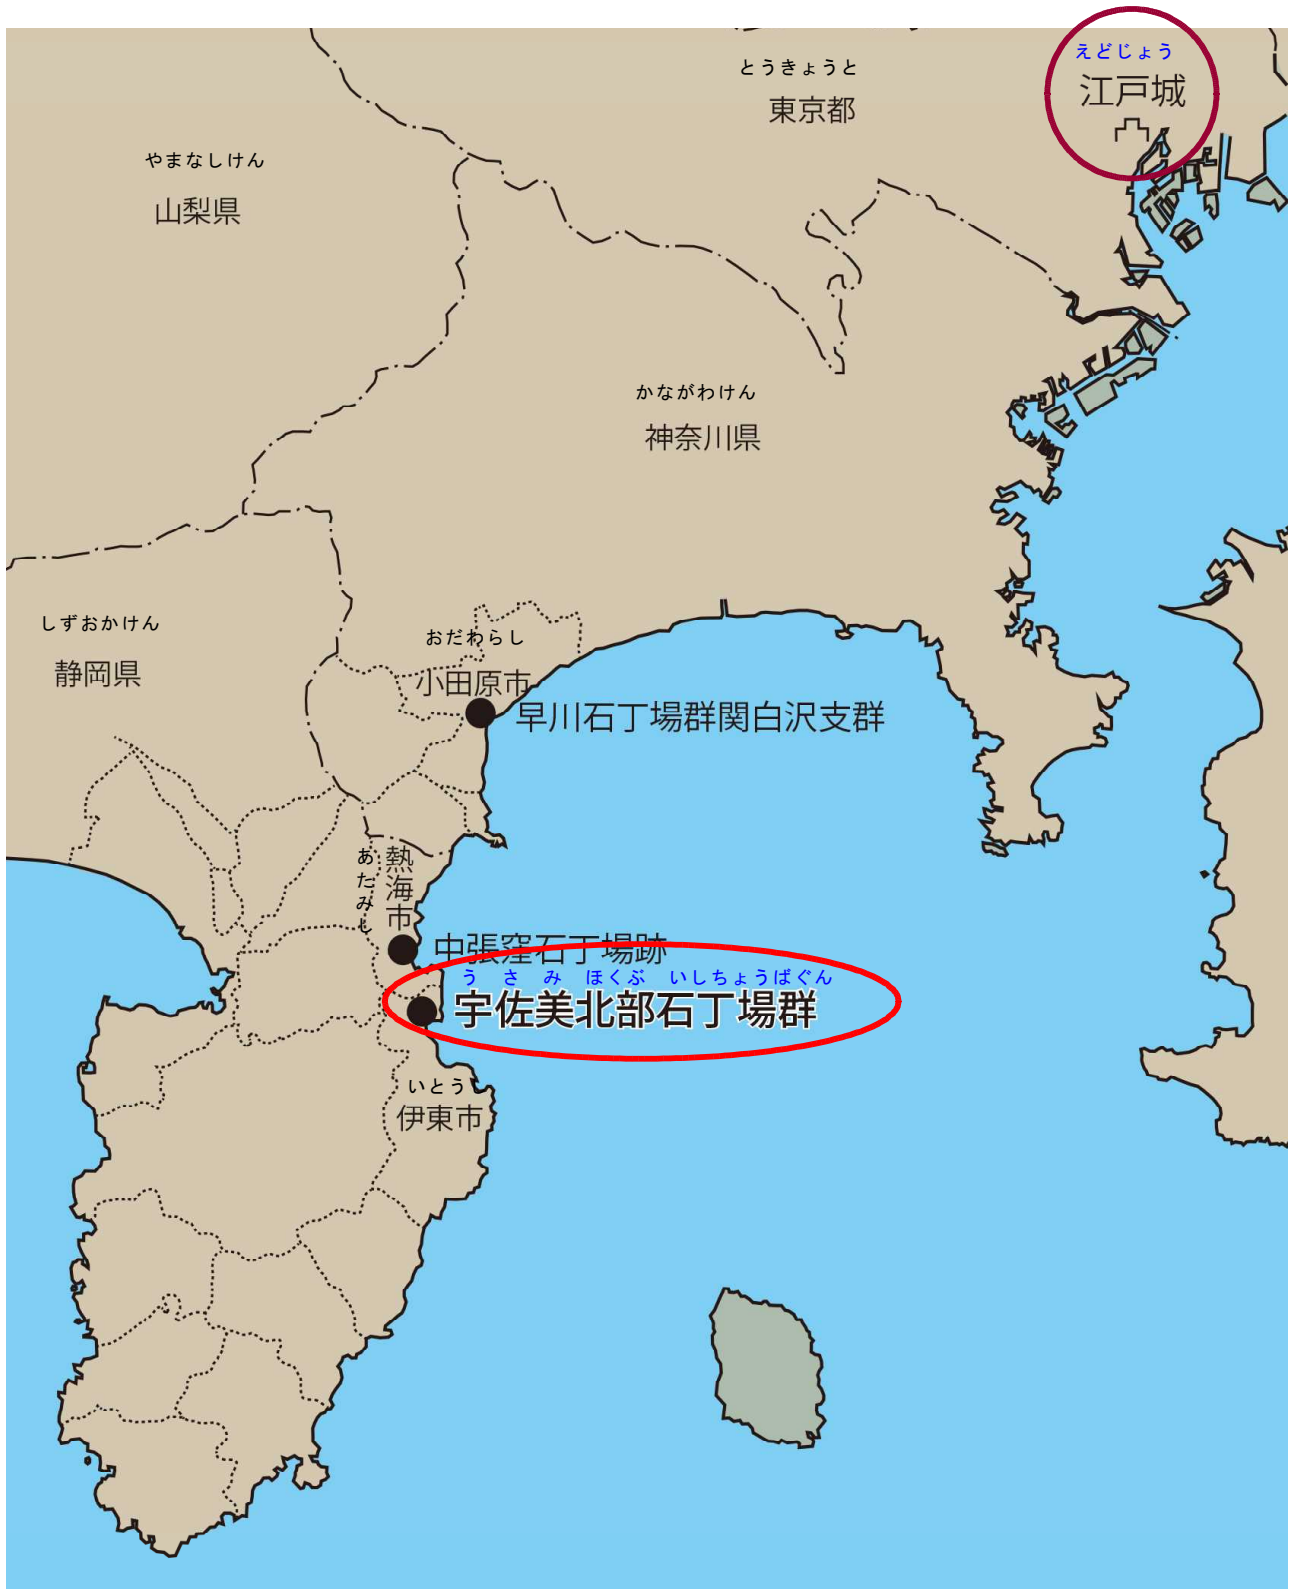 えどじょう
江戸城
とうきょうと
東京都
やまなしけん
山梨県
かながわけん
神奈川県
しずおかけん
静岡県
おだわらし
小田原市
早川石丁場群関白沢支群
あたみし
熱海市
中張窪石丁場跡
うさみ ほくぶ いしちょうばぐん
宇佐美北部石丁場群
いとうし
伊東市